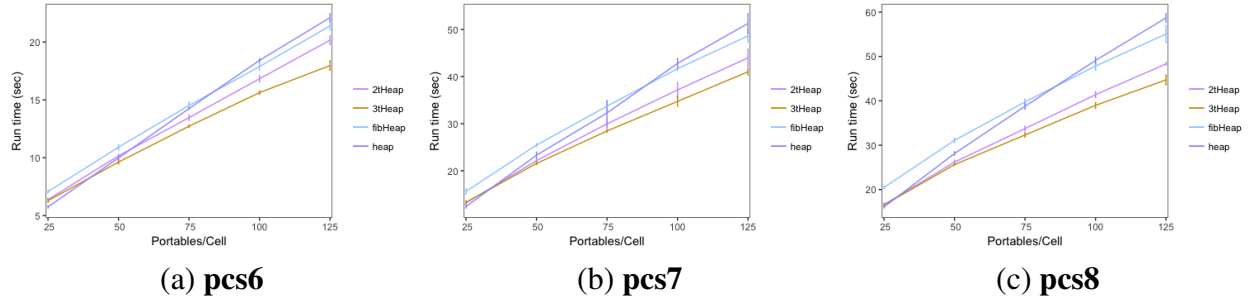 Run time (sec)
20
15
10
5
25 50 75 100 125
Portables/Cell
2tHeap
3tHeap
fibHeap
heap
(a) pcs6
Run time (sec)
50
40
30
20
25 50 75 100 125
Portables/Cell
2tHeap
3tHeap
fibHeap
heap
(b) pcs7
Run time (sec)
60
50
40
30
20
25 50 75 100 125
Portables/Cell
2tHeap
3tHeap
fibHeap
heap
(c) pcs8